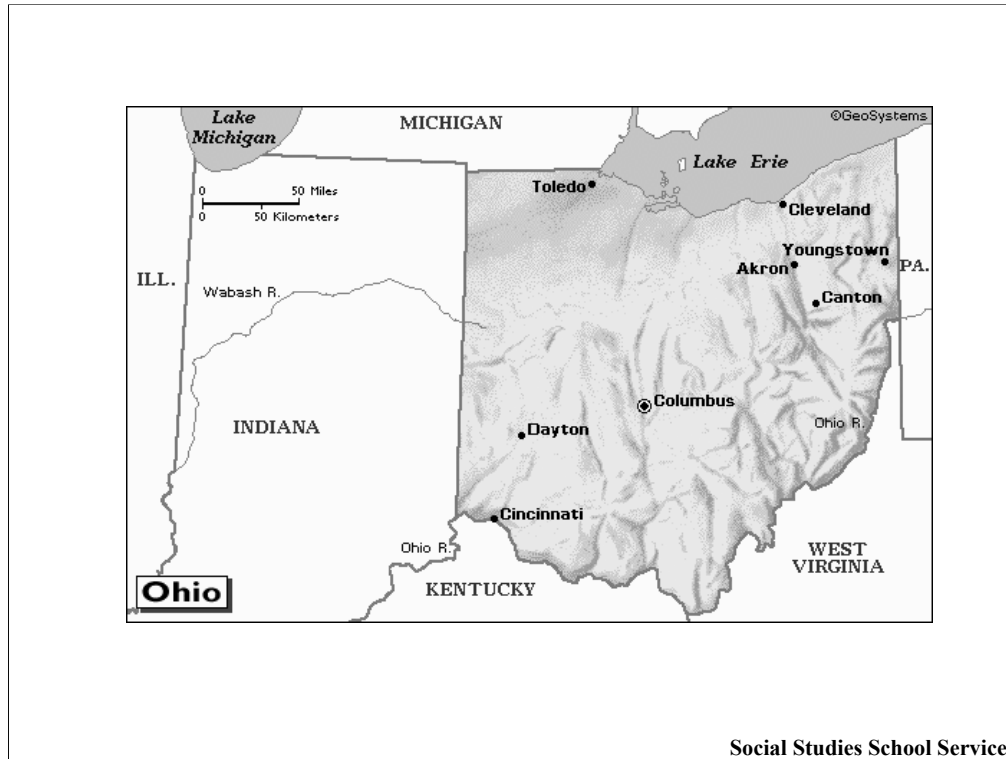 Lake
Michigan
MICHIGAN
©GeoSystems
Lake Erie
0 50 Miles
0 50 Kilometers
Toledo
Cleveland
Youngstown
Akron
PA.
ILL.
Wabash R.
Canton
Columbus
INDIANA
Dayton
Ohio R.
Cincinnati
Ohio R.
WEST
VIRGINIA
KENTUCKY
Ohio
Social Studies School Service